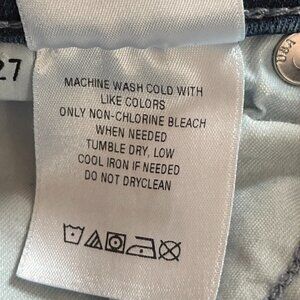 27
MACHINE WASH COLD WITH
LIKE COLORS
ONLY NON-CHLORINE BLEACH
WHEN NEEDED
TUMBLE DRY, LOW
COOL IRON IF NEEDED
DO NOT DRYCLEAN